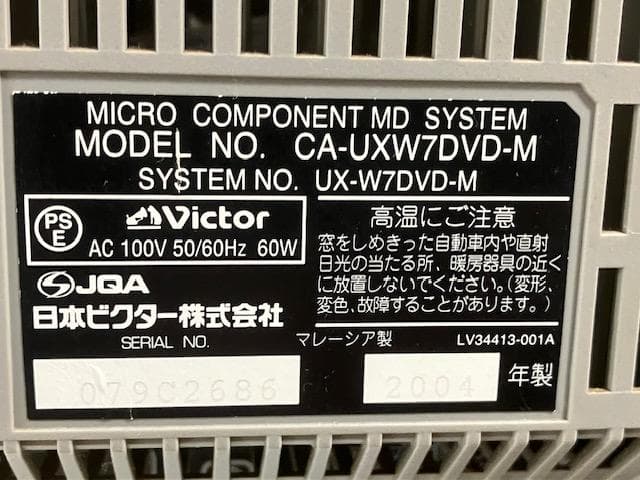 MICRO COMPONENT MD SYSTEM
MODEL NO. CA-UXW7DVD-M
SYSTEM NO. UX-W7DVD-M
PS
E
Victor
AC 100V 50/60Hz 60W
JQA
日本ビクター株式会社
SERIAL NO.
079C2686
高温にご注意
窓をしめきった自動車内や直射
日光の当たる所、暖房器具の近く
に放置しないでください。(変形、
変色、故障することがあります。)
マレーシア製
LV34413-001A
2004 年製